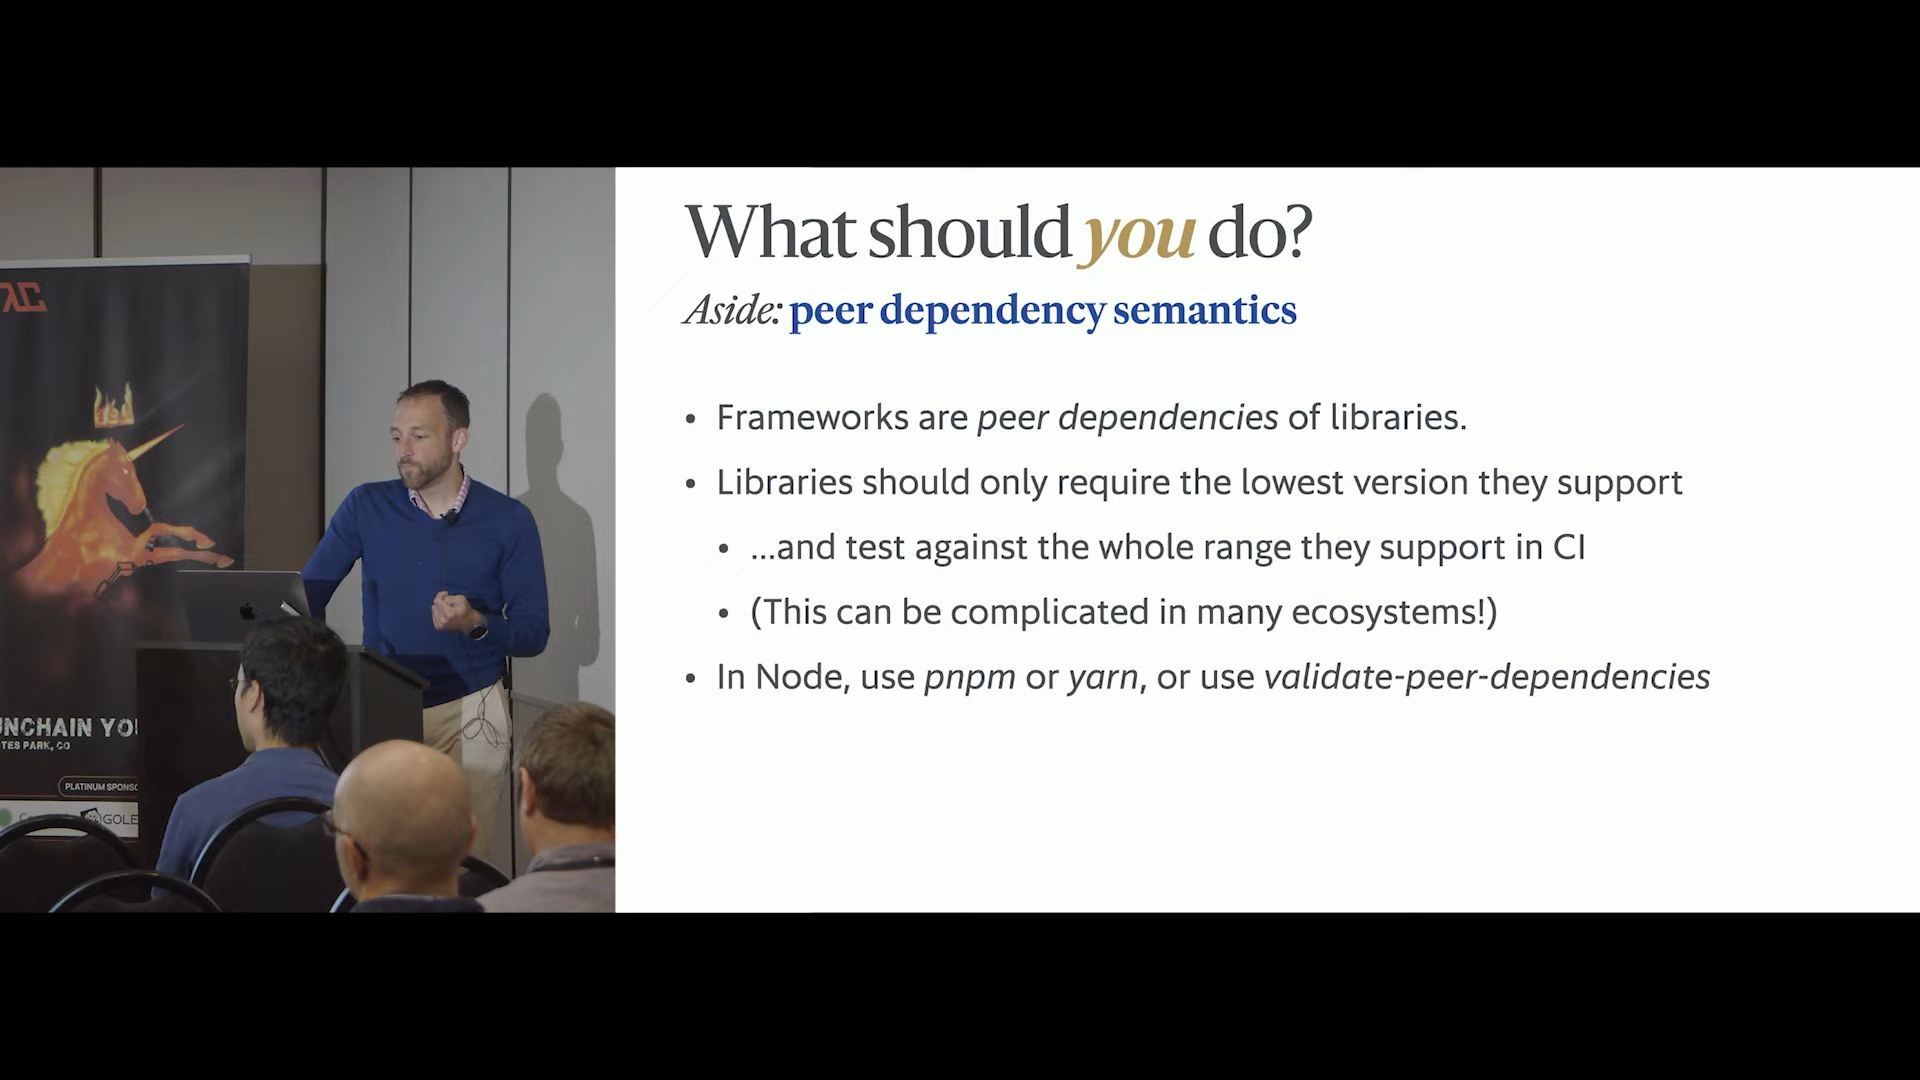 What should you do?
Aside: peer dependency semantics
• Frameworks are peer dependencies of libraries.
• Libraries should only require the lowest version they support
• …and test against the whole range they support in CI
• (This can be complicated in many ecosystems!)
• In Node, use pnpm or yarn, or use validate-peer-dependencies
λC
UNCHAIN YOU
TES PARK, CO
PLATINUM SPONSO
GOLE